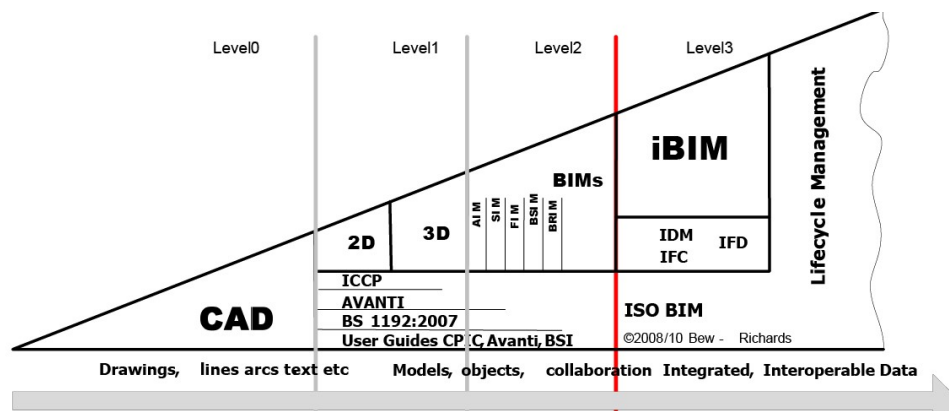 Level0
Level1
Level2
Level3
Lifecycle Management
iBIM
BIMs
AIM
SIM
FIM
BSIM
BRIM
2D
3D
IDM
IFD
IFC
CAD
ICCP
AVANTI
BS 1192:2007
User Guides CPIC, Avanti, BSI
ISO BIM
©2008/10 Bew - Richards
Drawings, lines arcs text etc
Models, objects, collaboration
Integrated, Interoperable Data